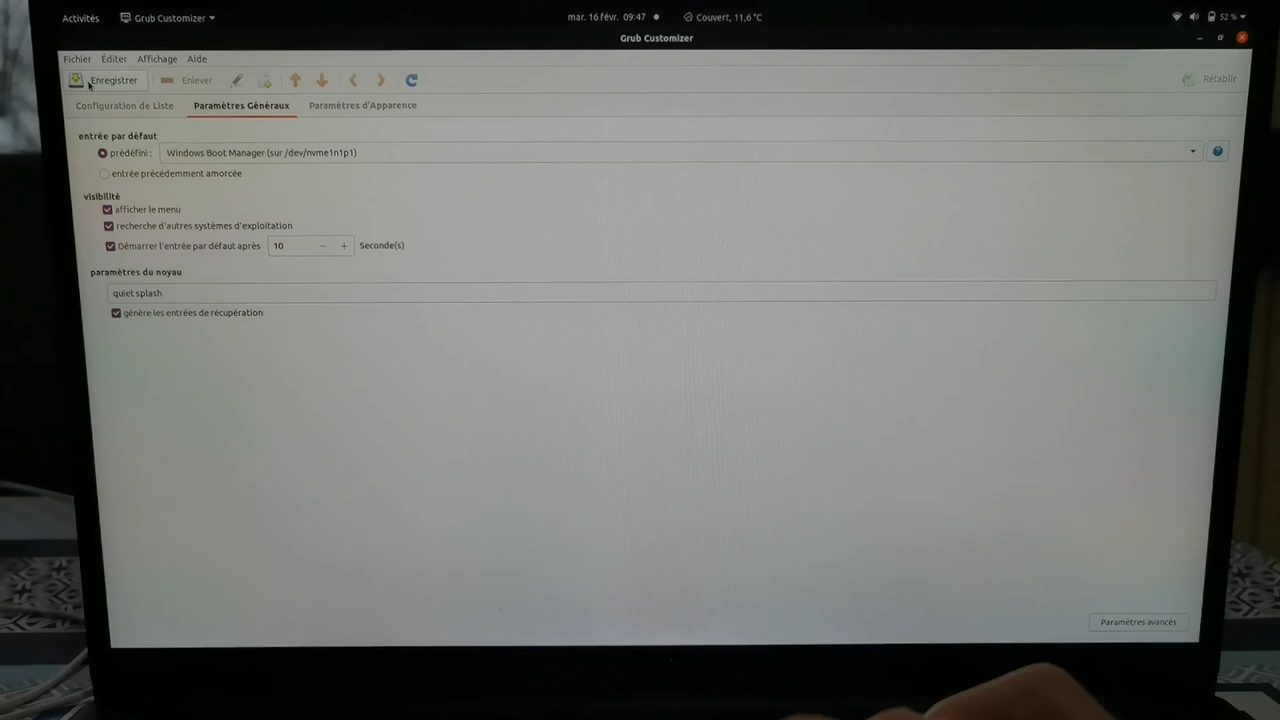 Activités Grub Customizer mar. 16 févr. 09:47 Couvert, 11,6 °C 52 %
Grub Customizer
Fichier Éditer Affichage Aide
Enregistrer Enlever Rétablir
Configuration de Liste Paramètres Généraux Paramètres d'Apparence
entrée par défaut
prédéfini : Windows Boot Manager (sur /dev/nvme1n1p1)
entrée précédemment amorcée
visibilité
afficher le menu
recherche d'autres systèmes d'exploitation
Démarrer l'entrée par défaut après 10 Seconde(s)
paramètres du noyau
quiet splash
génère les entrées de récupération
Paramètres avancés